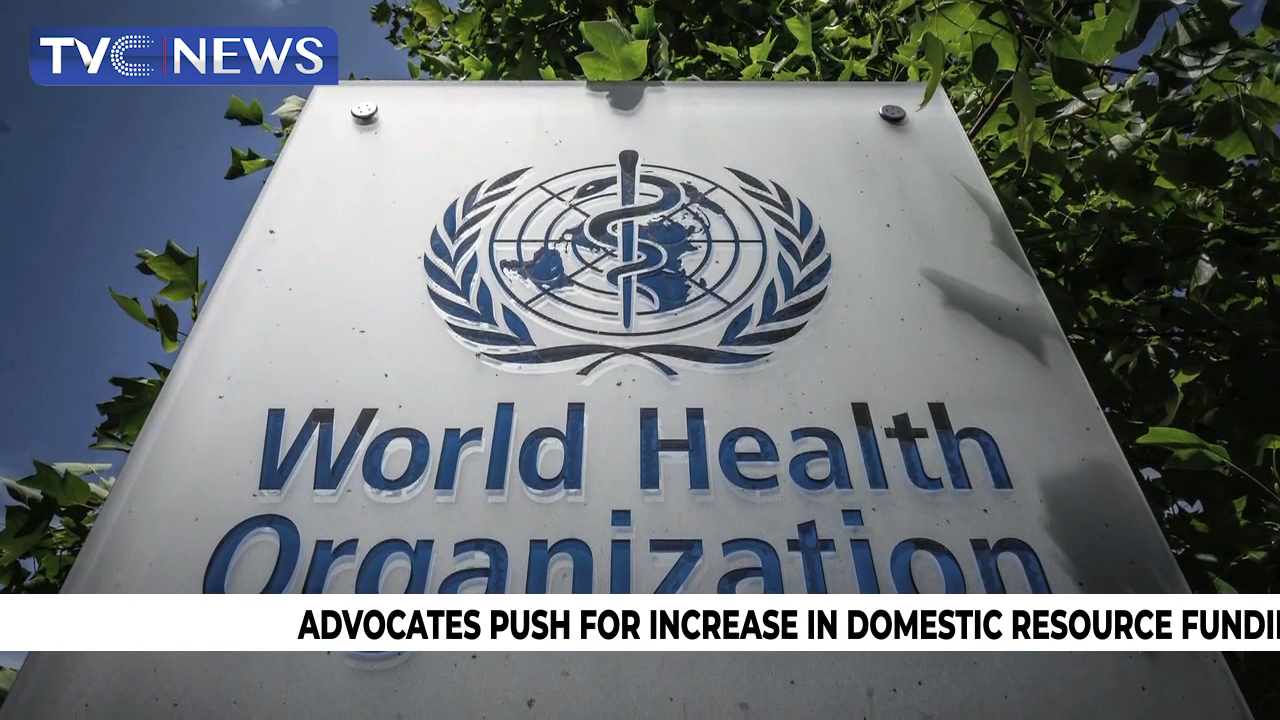 TVC NEWS
World Health
Organization
ADVOCATES PUSH FOR INCREASE IN DOMESTIC RESOURCE